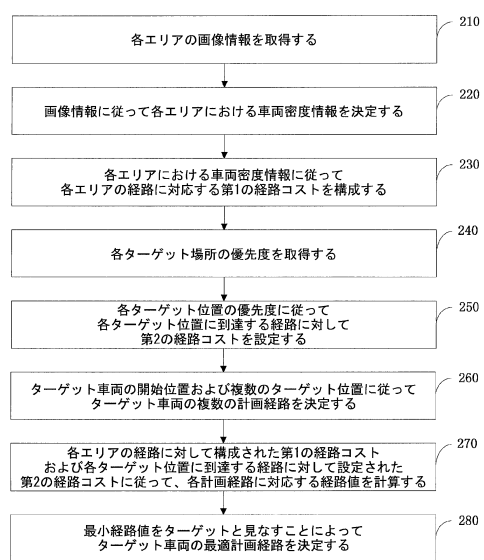 各エリアの画像情報を取得する
210
画像情報に従って各エリアにおける車両密度情報を決定する
220
各エリアにおける車両密度情報に従って
各エリアの経路に対応する第1の経路コストを構成する
230
各ターゲット場所の優先度を取得する
240
各ターゲット位置の優先度に従って
各ターゲット位置に到達する経路に対して
第2の経路コストを設定する
250
ターゲット車両の開始位置および複数のターゲット位置に従って
ターゲット車両の複数の計画経路を決定する
260
各エリアの経路に対して構成された第1の経路コスト
および各ターゲット位置に到達する経路に対して設定された
第2の経路コストに従って、各計画経路に対応する経路値を計算する
270
最小経路値をターゲットと見なすことによって
ターゲット車両の最適計画経路を決定する
280